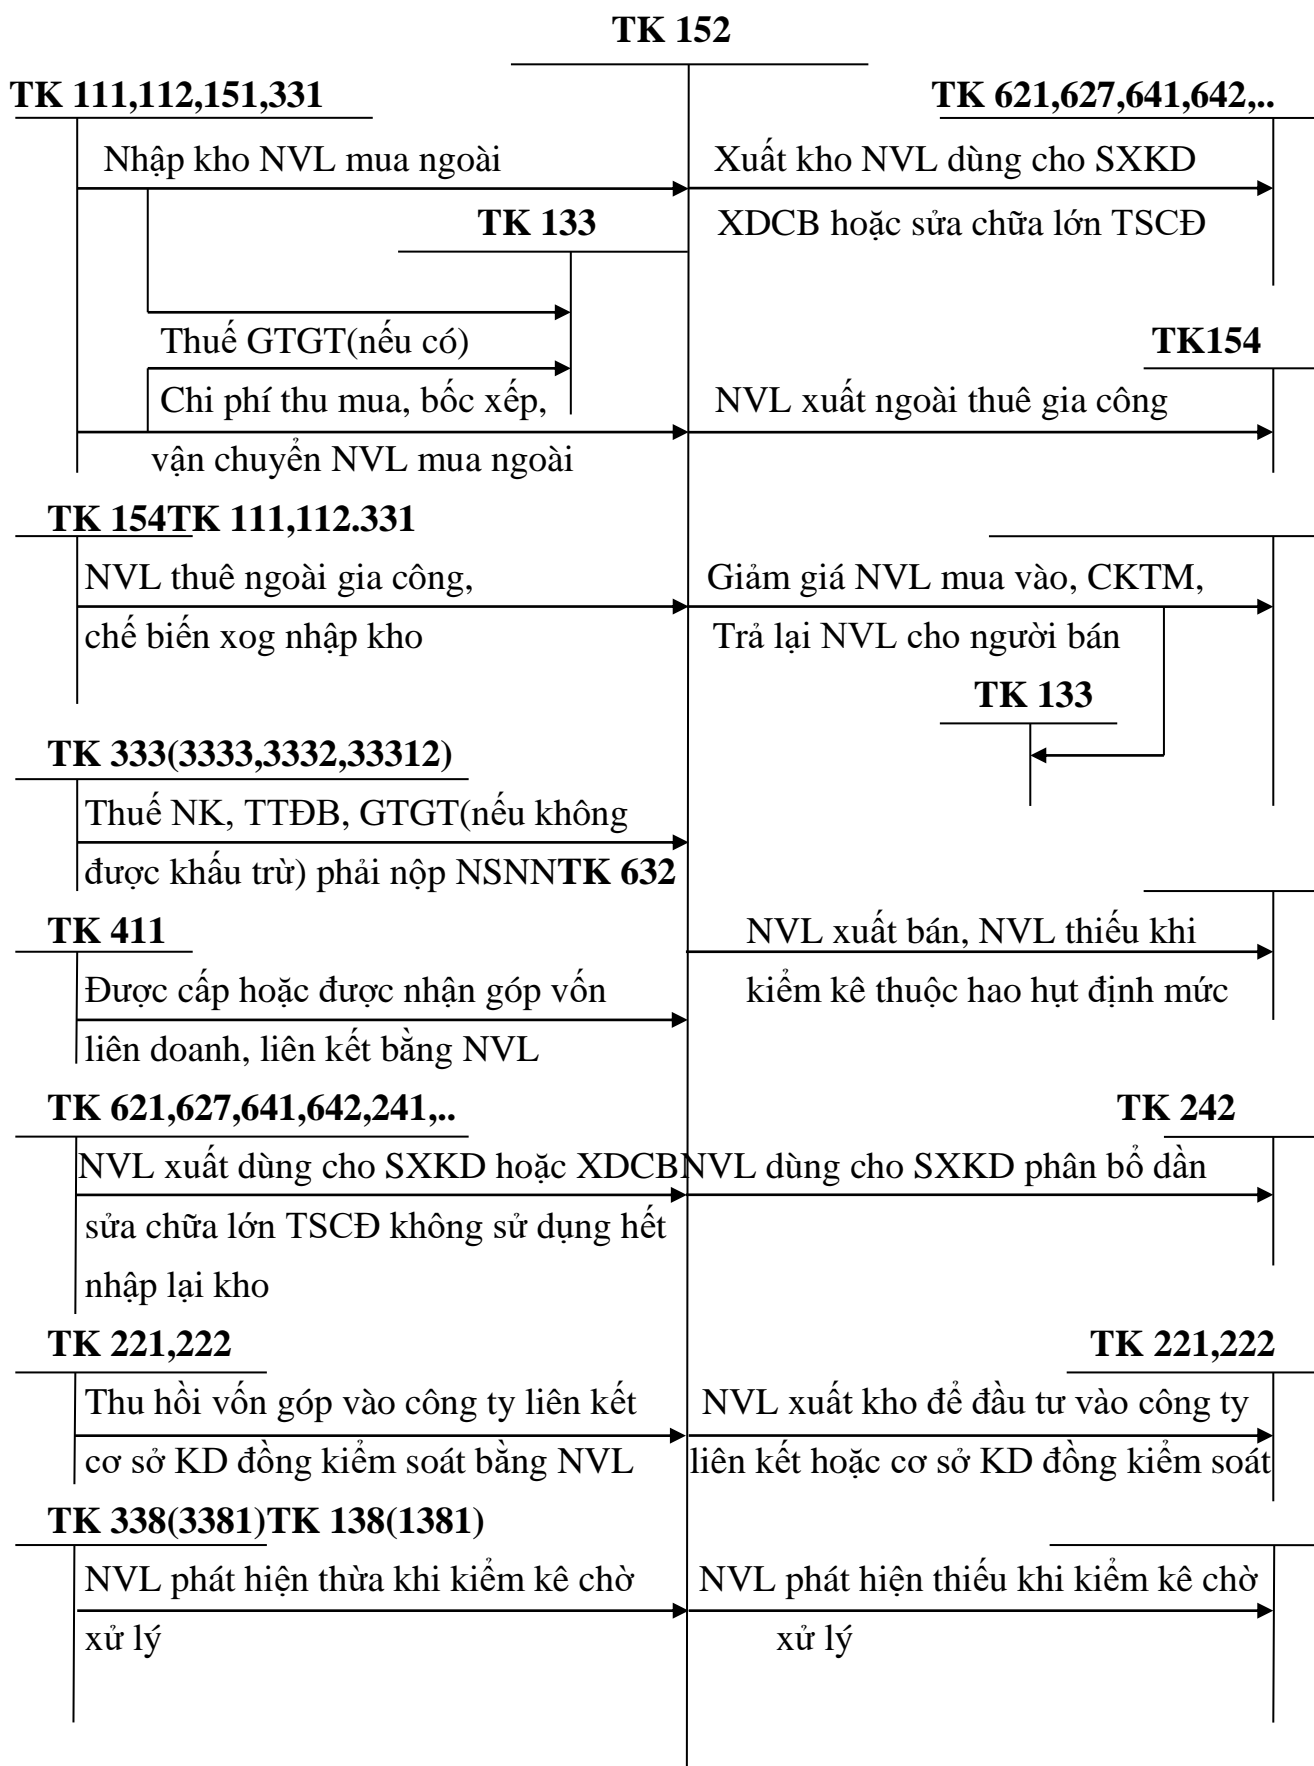 TK 152
TK 111,112,151,331
TK 621,627,641,642,..
Nhập kho NVL mua ngoài
Xuất kho NVL dùng cho SXKD
TK 133
XDCB hoặc sửa chữa lớn TSCĐ
Thuế GTGT(nếu có)
TK154
Chi phí thu mua, bốc xếp,
NVL xuất ngoài thuê gia công
vận chuyển NVL mua ngoài
TK 154TK 111,112.331
NVL thuê ngoài gia công,
Giảm giá NVL mua vào, CKTM,
chế biến xog nhập kho
Trả lại NVL cho người bán
TK 133
TK 333(3333,3332,33312)
Thuế NK, TTĐB, GTGT(nếu không
được khấu trừ) phải nộp NSNNTK 632
TK 411
NVL xuất bán, NVL thiếu khi
Được cấp hoặc được nhận góp vốn
kiểm kê thuộc hao hụt định mức
liên doanh, liên kết bằng NVL
TK 621,627,641,642,241,..
TK 242
NVL xuất dùng cho SXKD hoặc XDCBNVL dùng cho SXKD phân bổ dần
sửa chữa lớn TSCĐ không sử dụng hết
nhập lại kho
TK 221,222
TK 221,222
Thu hồi vốn góp vào công ty liên kết
NVL xuất kho để đầu tư vào công ty
cơ sở KD đồng kiểm soát bằng NVL
liên kết hoặc cơ sở KD đồng kiểm soát
TK 338(3381)TK 138(1381)
NVL phát hiện thừa khi kiểm kê chờ
NVL phát hiện thiếu khi kiểm kê chờ
xử lý
xử lý